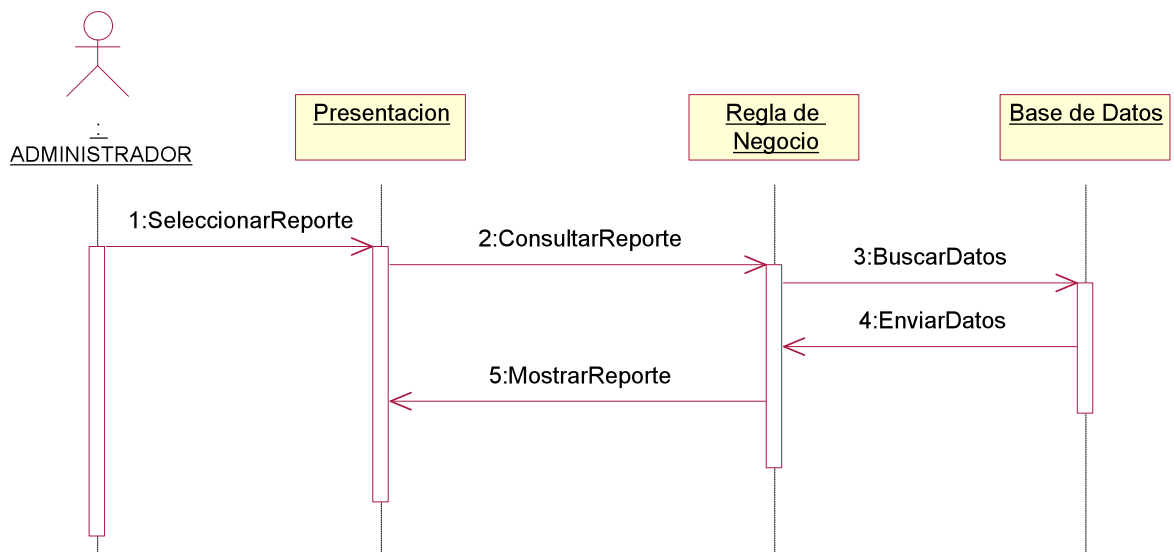 Presentacion
Regla de
Negocio
Base de Datos
:
ADMINISTRADOR
1:SeleccionarReporte
2:ConsultarReporte
3:BuscarDatos
4:EnviarDatos
5:MostrarReporte